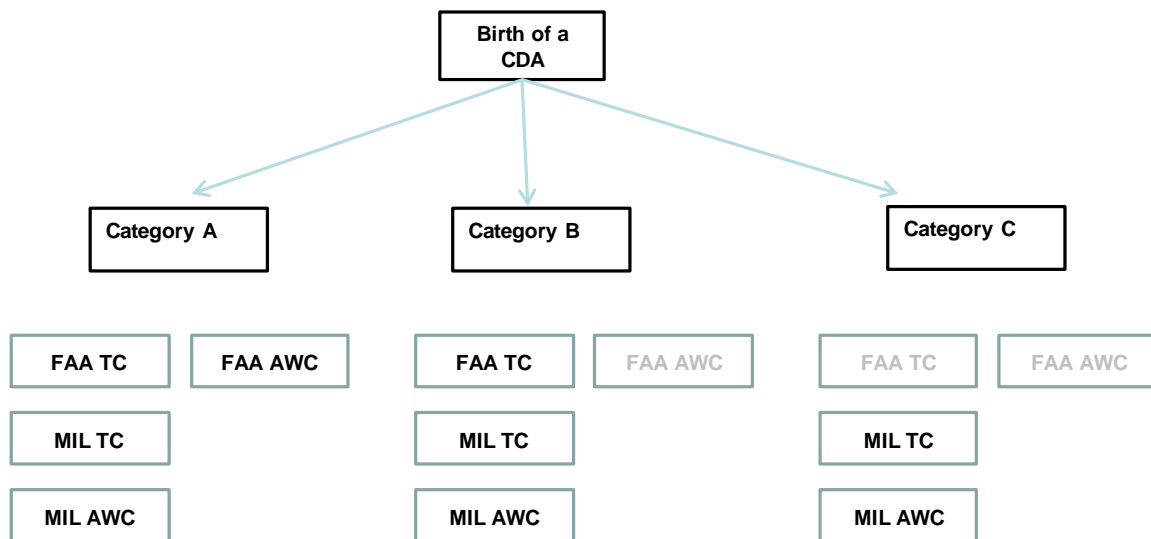 Birth of a
CDA
Category A
Category B
Category C
FAA TC
FAA AWC
FAA TC
FAA AWC
FAA TC
FAA AWC
MIL TC
MIL TC
MIL TC
MIL AWC
MIL AWC
MIL AWC